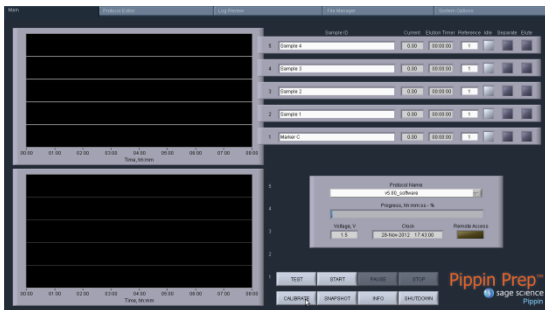 Main Protocol Editor Log Review File Manager System Options
Sample ID Current Elution Timer Reference Idle Separate Elute
5 Sample 4 0.00 00:00:00 1
4 Sample 3 0.00 00:00:00 1
3 Sample 2 0.00 00:00:00 1
2 Sample 1 0.00 00:00:00 1
1 Marker C 0.00 00:00:00 1
00:00 01:00 02:00 03:00 04:00 05:00 06:00 07:00 08:00
Time, hh:mm
Protocol Name
v5.80_software
Progress, hh:mm:ss - %
Voltage, V Clock Remote Access
1.5 29-Nov-2012 17:43:00
5
4
3
2
1
00:00 01:00 02:00 03:00 04:00 05:00 06:00 07:00 08:00
Time, hh:mm
TEST START PAUSE STOP
CALIBRATE SNAPSHOT INFO SHUTDOWN
Pippin Prep™
sage science
Pippin